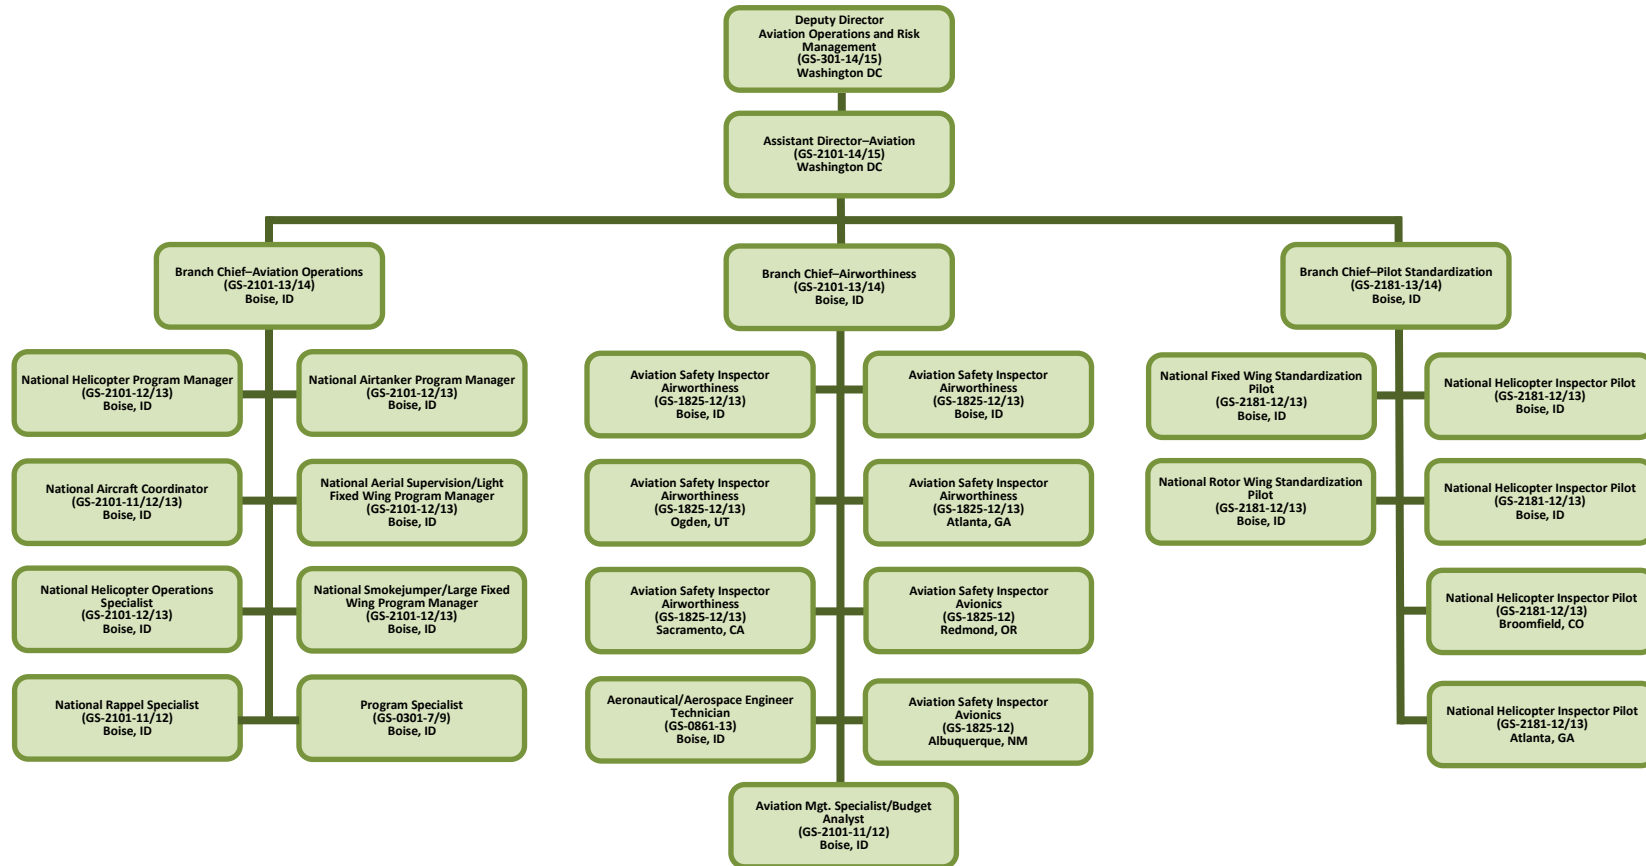 Deputy Director
Aviation Operations and Risk
Management
(GS-301-14/15)
Washington DC
Assistant Director–Aviation
(GS-2101-14/15)
Washington DC
Branch Chief–Aviation Operations
(GS-2101-13/14)
Boise, ID
National Helicopter Program Manager
(GS-2101-12/13)
Boise, ID
National Airtanker Program Manager
(GS-2101-12/13)
Boise, ID
National Aircraft Coordinator
(GS-2101-11/12/13)
Boise, ID
National Aerial Supervision/Light
Fixed Wing Program Manager
(GS-2101-12/13)
Boise, ID
National Helicopter Operations
Specialist
(GS-2101-12/13)
Boise, ID
National Smokejumper/Large Fixed
Wing Program Manager
(GS-2101-12/13)
Boise, ID
National Rappel Specialist
(GS-2101-11/12)
Boise, ID
Program Specialist
(GS-0301-7/9)
Boise, ID
Branch Chief–Airworthiness
(GS-2101-13/14)
Boise, ID
Aviation Safety Inspector
Airworthiness
(GS-1825-12/13)
Boise, ID
Aviation Safety Inspector
Airworthiness
(GS-1825-12/13)
Boise, ID
Aviation Safety Inspector
Airworthiness
(GS-1825-12/13)
Ogden, UT
Aviation Safety Inspector
Airworthiness
(GS-1825-12/13)
Atlanta, GA
Aviation Safety Inspector
Airworthiness
(GS-1825-12/13)
Sacramento, CA
Aviation Safety Inspector
Avionics
(GS-1825-12)
Redmond, OR
Aeronautical/Aerospace Engineer
Technician
(GS-0861-13)
Boise, ID
Aviation Safety Inspector
Avionics
(GS-1825-12)
Albuquerque, NM
Aviation Mgt. Specialist/Budget
Analyst
(GS-2101-11/12)
Boise, ID
Branch Chief–Pilot Standardization
(GS-2181-13/14)
Boise, ID
National Fixed Wing Standardization
Pilot
(GS-2181-12/13)
Boise, ID
National Helicopter Inspector Pilot
(GS-2181-12/13)
Boise, ID
National Rotor Wing Standardization
Pilot
(GS-2181-12/13)
Boise, ID
National Helicopter Inspector Pilot
(GS-2181-12/13)
Boise, ID
National Helicopter Inspector Pilot
(GS-2181-12/13)
Broomfield, CO
National Helicopter Inspector Pilot
(GS-2181-12/13)
Atlanta, GA